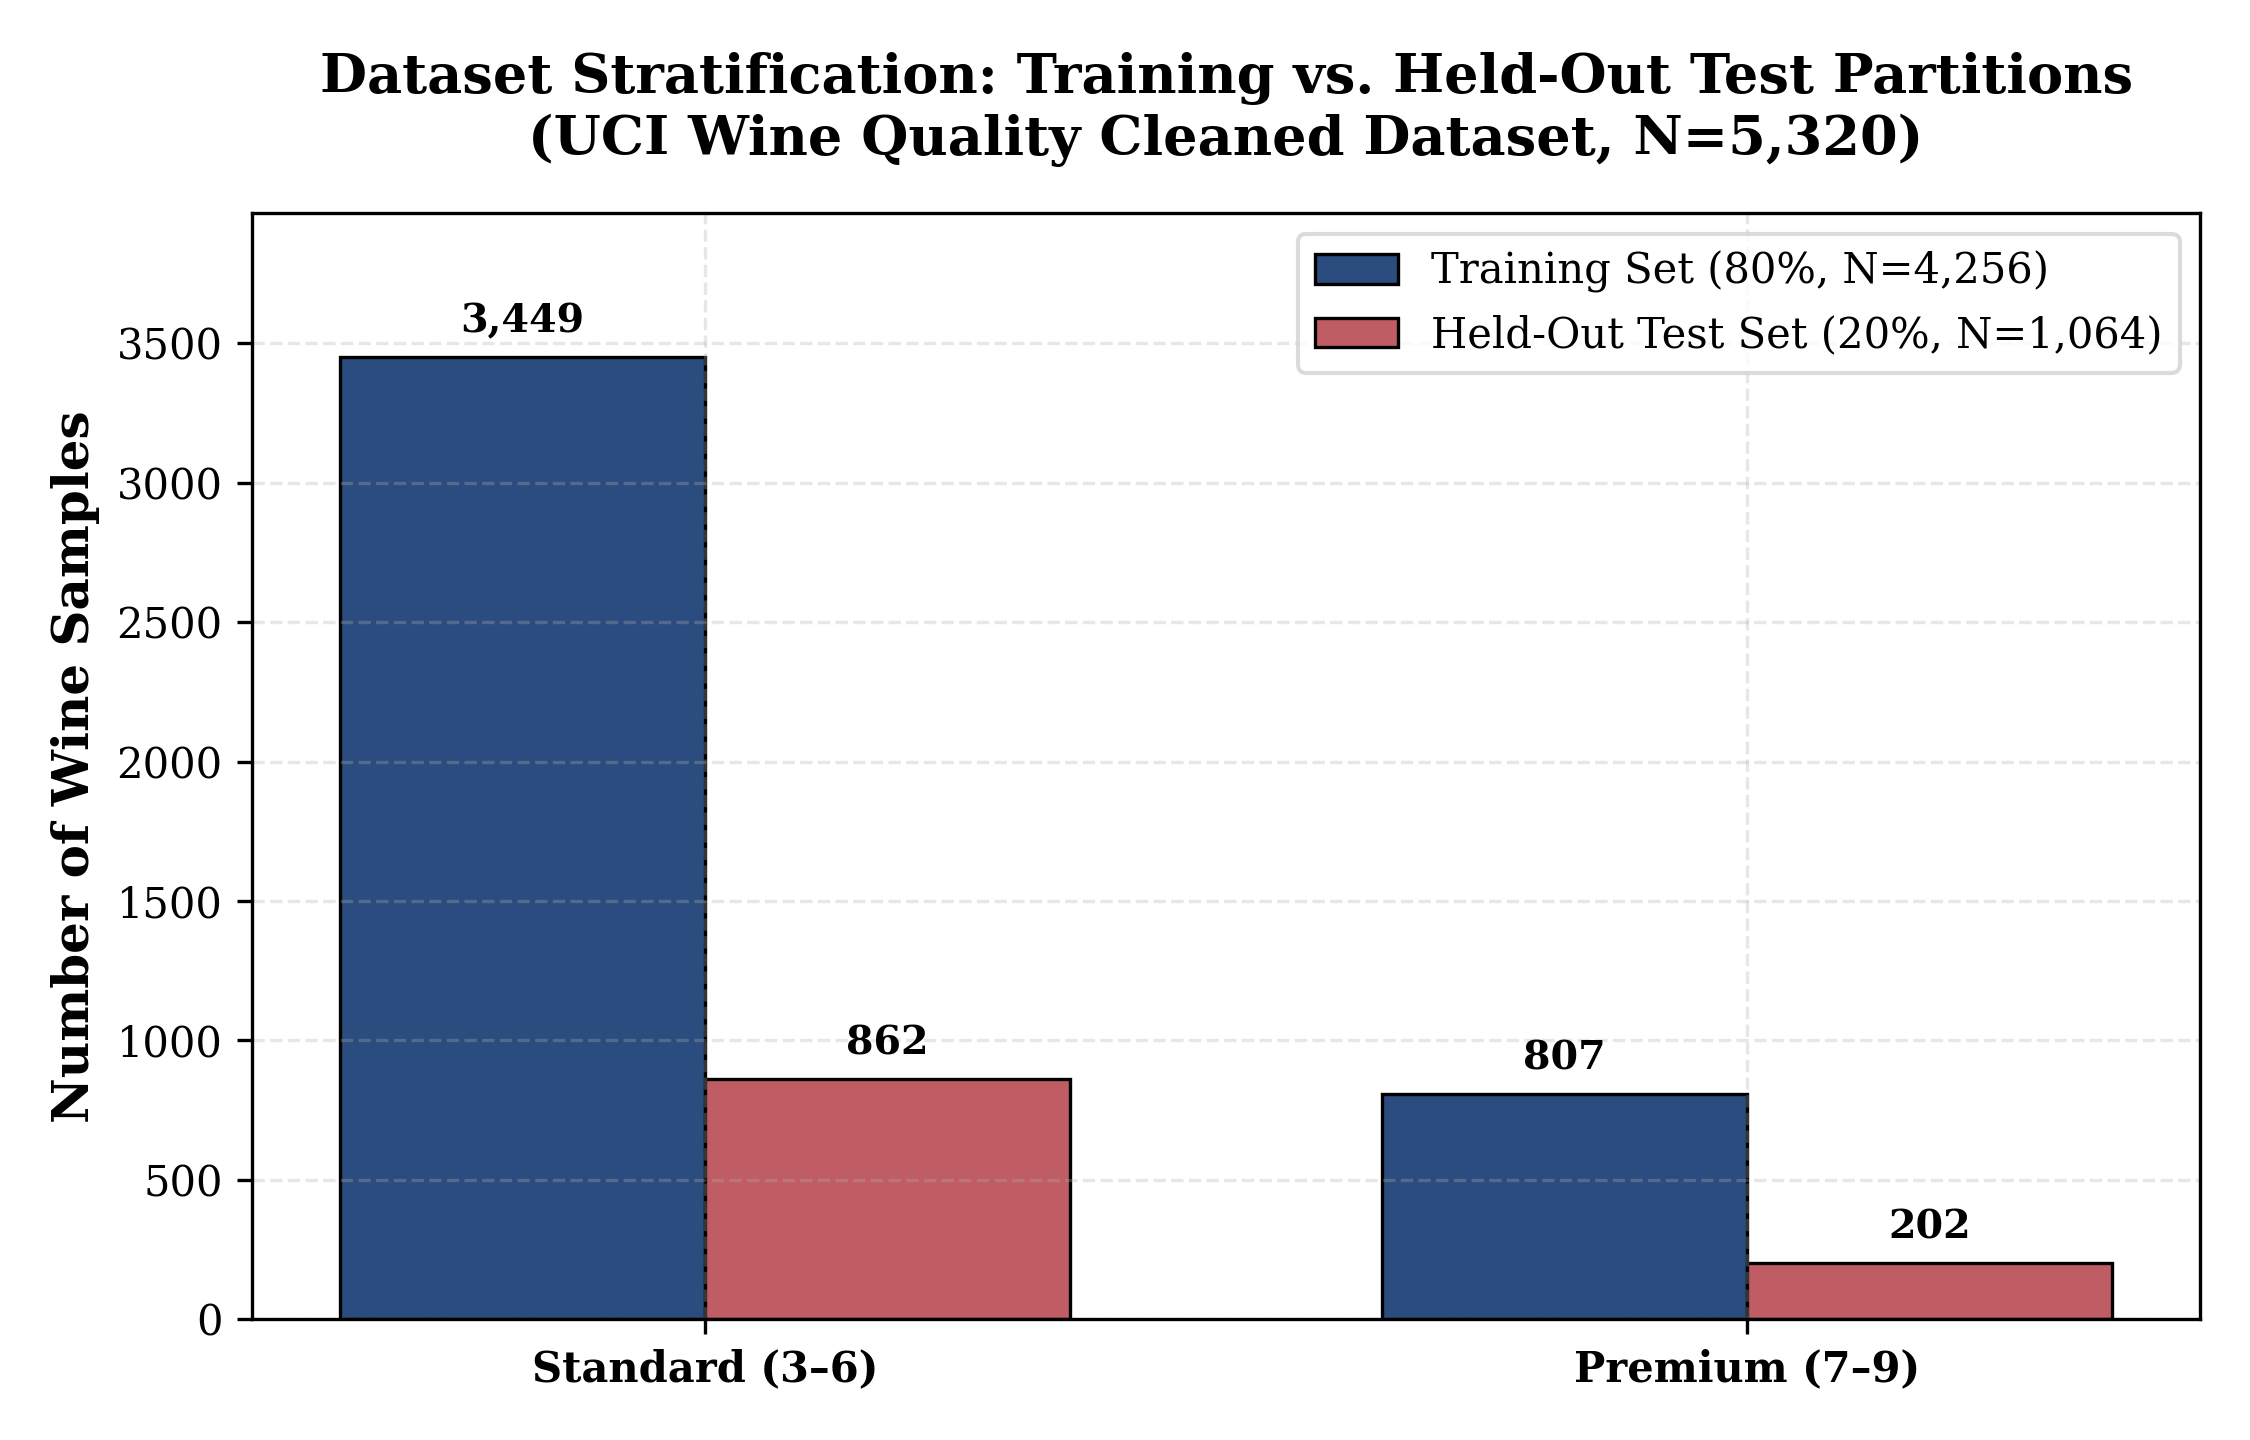 Dataset Stratification: Training vs. Held-Out Test Partitions
(UCI Wine Quality Cleaned Dataset, N=5,320)
Training Set (80%, N=4,256)
Held-Out Test Set (20%, N=1,064)
Number of Wine Samples
3500
3000
2500
2000
1500
1000
500
0
3,449
862
807
202
Standard (3–6)
Premium (7–9)